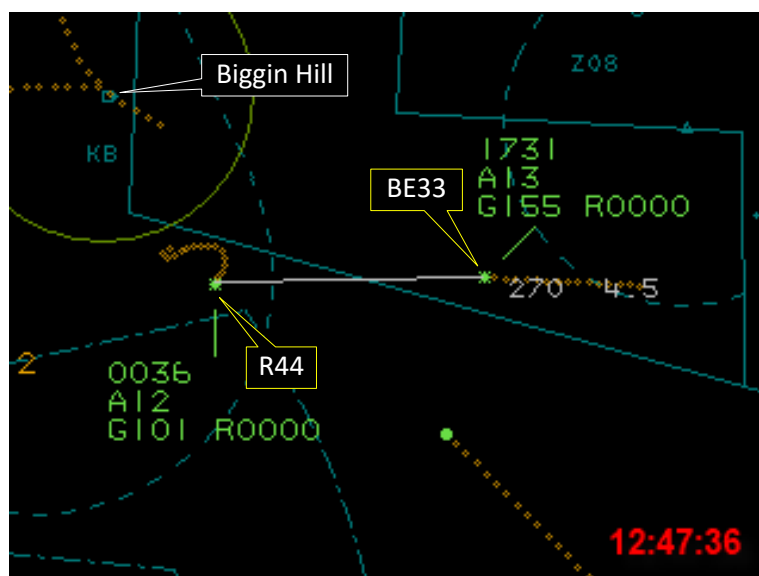 Biggin Hill
Z08
KB
1731
A13
G155 R0000
BE33
270 4.5
R44
2
0036
A12
G101 R0000
12:47:36